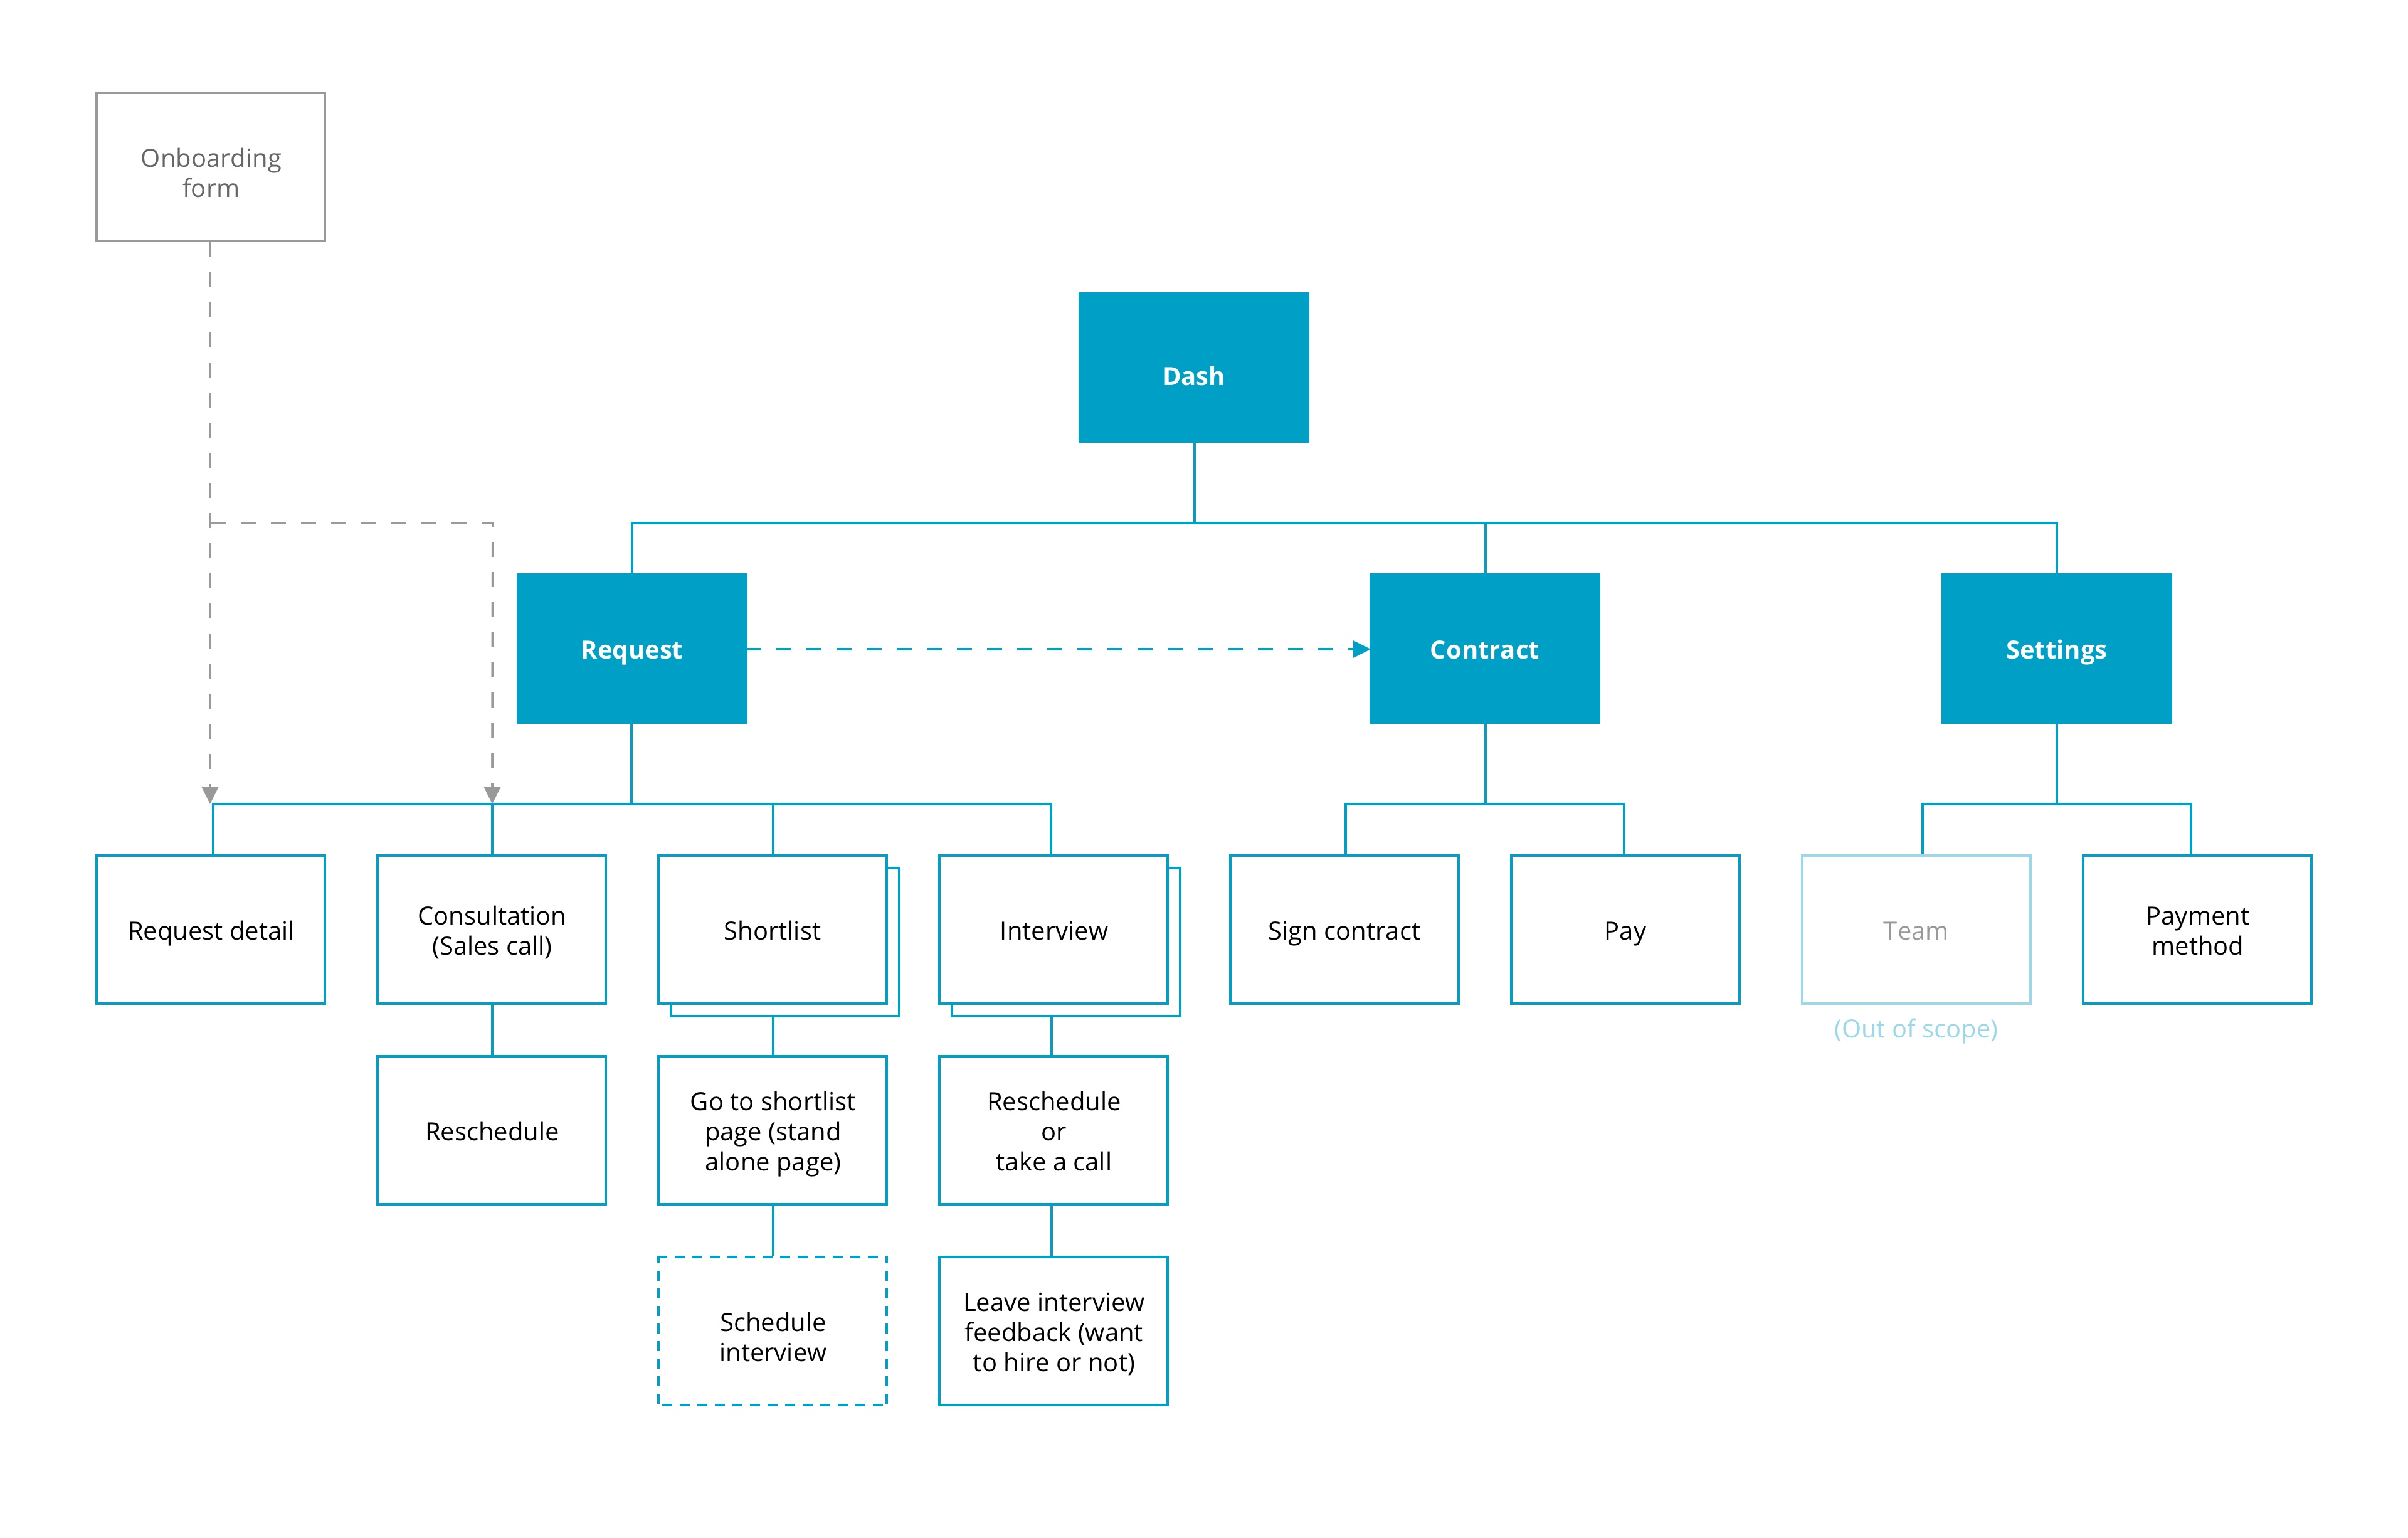 Onboarding
form
Dash
Request
Contract
Settings
Request detail
Consultation
(Sales call)
Shortlist
Interview
Sign contract
Pay
Team
(Out of scope)
Payment
method
Reschedule
Go to shortlist
page (stand
alone page)
Reschedule
or
take a call
Schedule
interview
Leave interview
feedback (want
to hire or not)